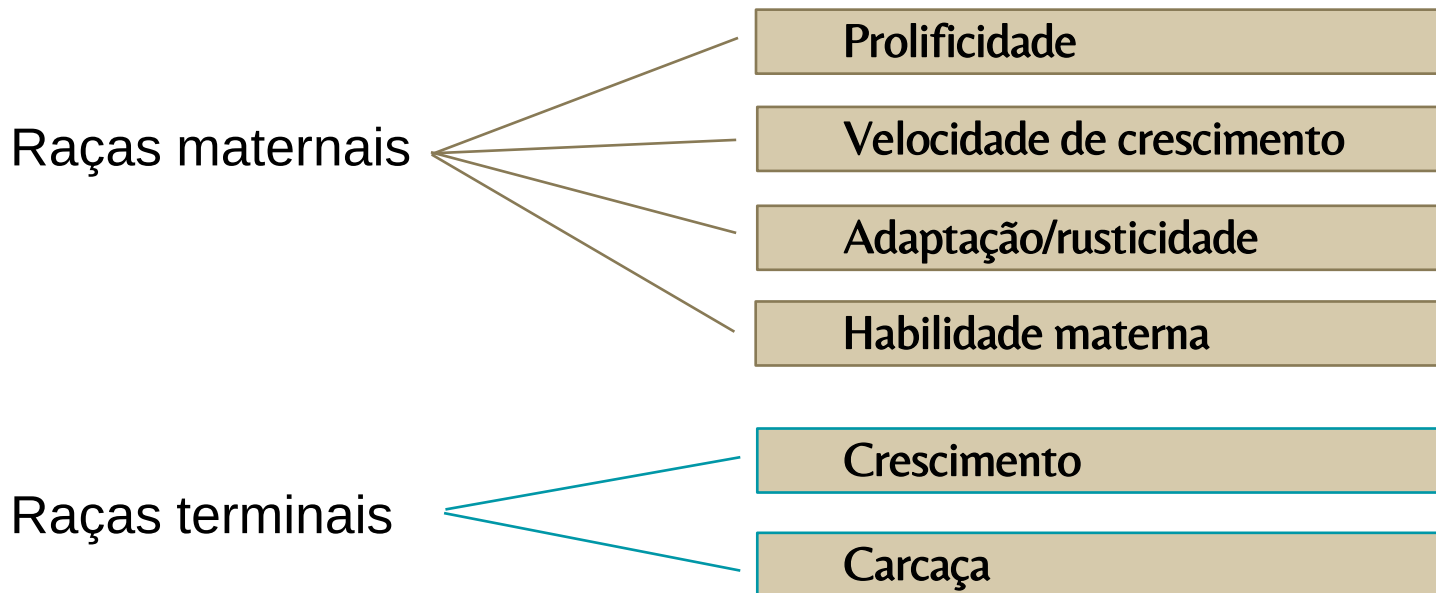 Raças maternais
Prolificidade
Velocidade de crescimento
Adaptação/rusticidade
Habilidade materna
Raças terminais
Crescimento
Carcaça